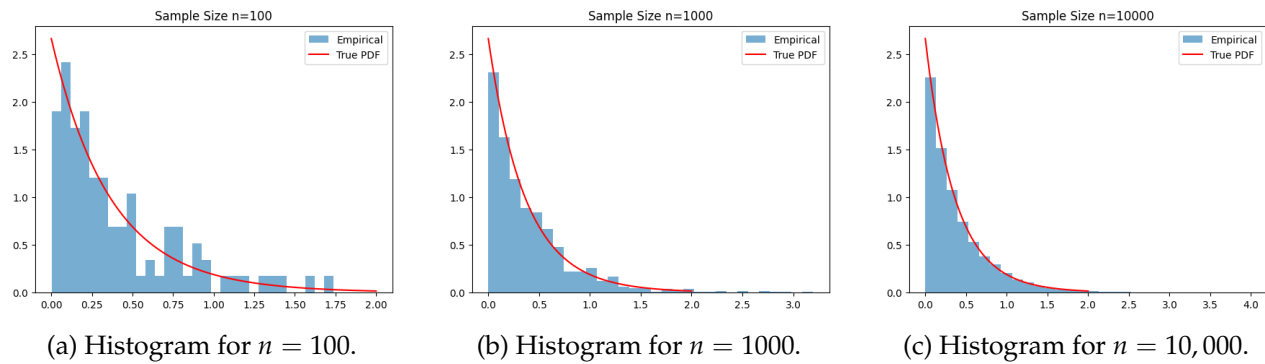 Sample Size n=100
Empirical
True PDF
2.5
2.0
1.5
1.0
0.5
0.0
0.00 0.25 0.50 0.75 1.00 1.25 1.50 1.75 2.00
(a) Histogram for n = 100.
Sample Size n=1000
Empirical
True PDF
2.5
2.0
1.5
1.0
0.5
0.0
0.0 0.5 1.0 1.5 2.0 2.5 3.0
(b) Histogram for n = 1000.
Sample Size n=10000
Empirical
True PDF
2.5
2.0
1.5
1.0
0.5
0.0
0.0 0.5 1.0 1.5 2.0 2.5 3.0 3.5 4.0
(c) Histogram for n = 10, 000.